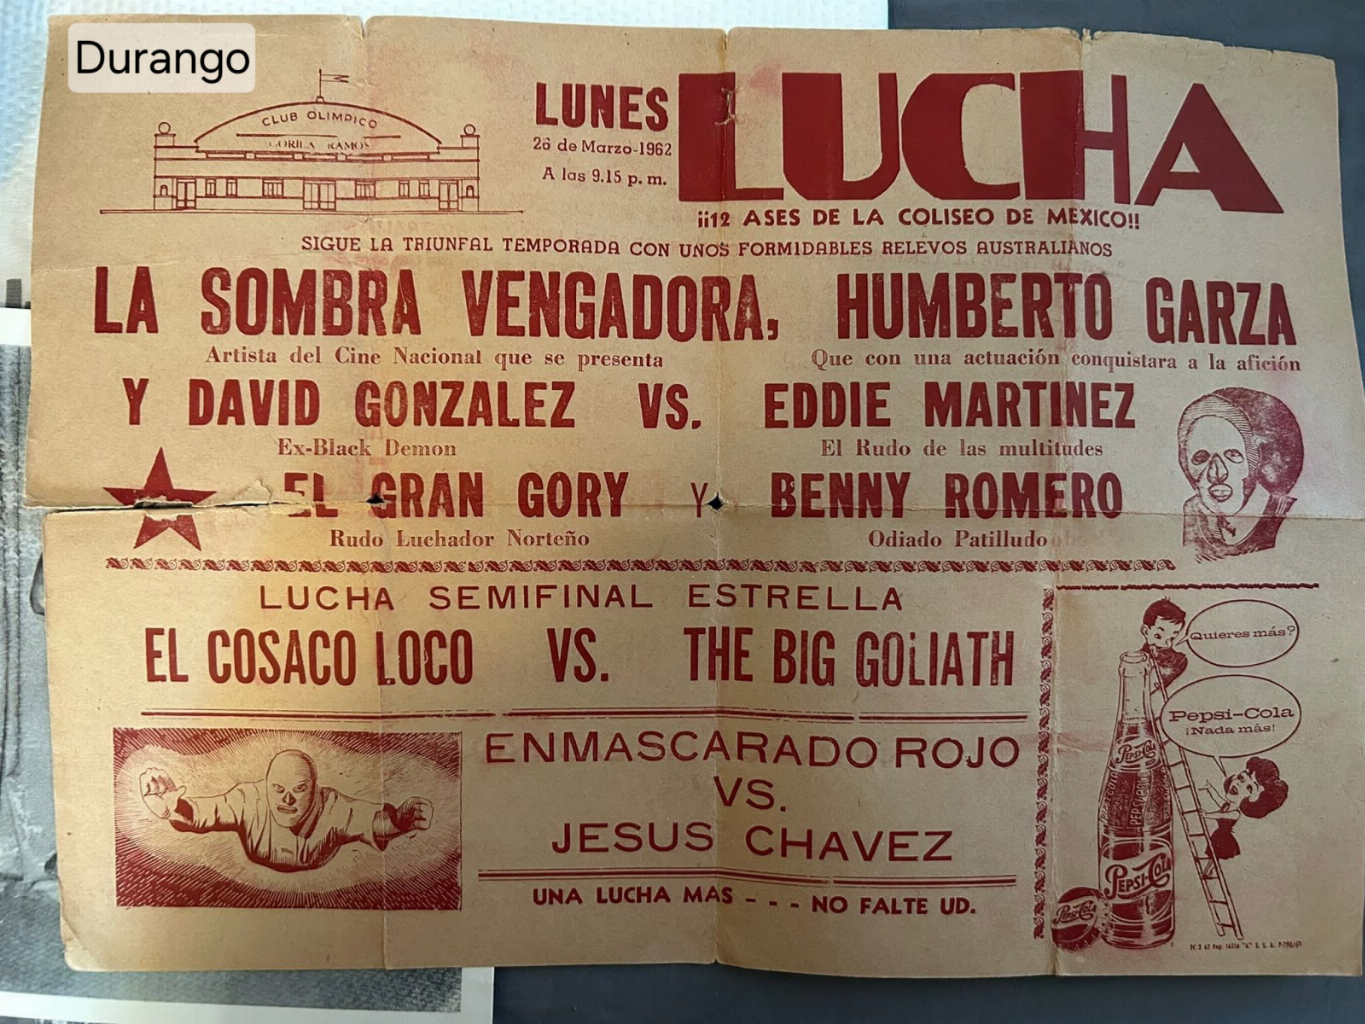 Durango
CLUB OLIMPICO
GORILA RAMOS
LUNES
26 de Marzo-1962
A las 9.15 p. m.
LUCHA
¡¡12 ASES DE LA COLISEO DE MEXICO!!
SIGUE LA TRIUNFAL TEMPORADA CON UNOS FORMIDABLES RELEVOS AUSTRALIANOS
LA SOMBRA VENGADORA, HUMBERTO GARZA
Artista del Cine Nacional que se presenta Que con una actuación conquistara a la afición
Y DAVID GONZALEZ VS. EDDIE MARTINEZ
Ex-Black Demon El Rudo de las multitudes
EL GRAN GORY Y BENNY ROMERO
Rudo Luchador Norteño Odiado Patilludo
LUCHA SEMIFINAL ESTRELLA
EL COSACO LOCO VS. THE BIG GOLIATH
ENMASCARADO ROJO
VS.
JESUS CHAVEZ
UNA LUCHA MAS - - - NO FALTE UD.
Quieres más?
Pepsi-Cola
¡Nada más!
Pepsi-Cola
PEPSI-COLA
PEPSI-COLA
Pepsi-Cola